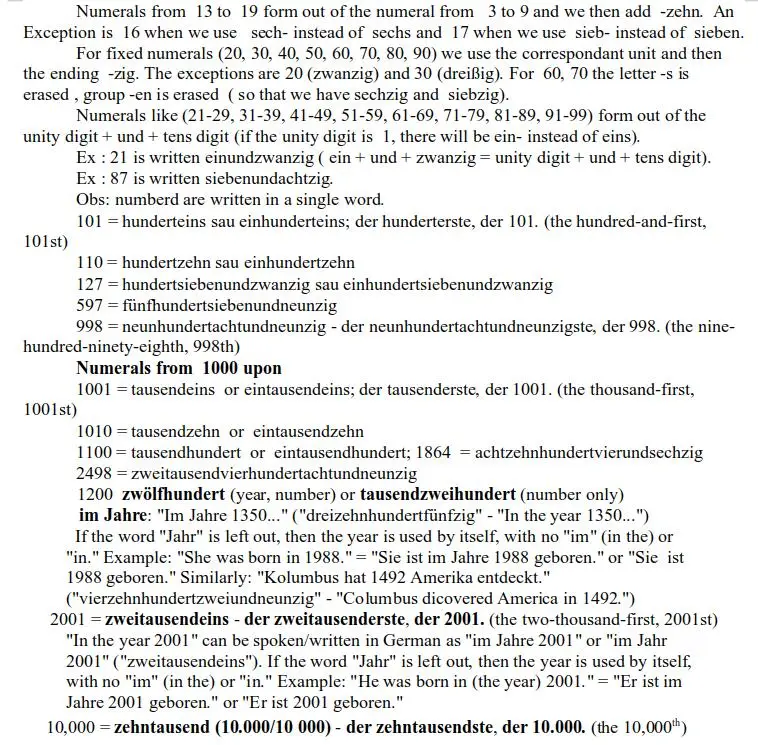 Numerals from 13 to 19 form out of the numeral from 3 to 9 and we then add -zehn. An
Exception is 16 when we use sech- instead of sechs and 17 when we use sieb- instead of sieben.
For fixed numerals (20, 30, 40, 50, 60, 70, 80, 90) we use the correspondant unit and then
the ending -zig. The exceptions are 20 (zwanzig) and 30 (dreißig). For 60, 70 the letter -s is
erased , group -en is erased ( so that we have sechzig and siebzig).
Numerals like (21-29, 31-39, 41-49, 51-59, 61-69, 71-79, 81-89, 91-99) form out of the
unity digit + und + tens digit (if the unity digit is 1, there will be ein- instead of eins).
Ex : 21 is written einundzwanzig ( ein + und + zwanzig = unity digit + und + tens digit).
Ex : 87 is written siebenundachtzig.
Obs: numberd are written in a single word.
101 = hunderteins sau einhunderteins; der hunderterste, der 101. (the hundred-and-first,
101st)
110 = hundertzehn sau einhundertzehn
127 = hundertsiebenundzwanzig sau einhundertsiebenundzwanzig
597 = fünfhundertsiebenundneunzig
998 = neunhundertachtundneunzig - der neunhundertachtundneunzigste, der 998. (the nine-
hundred-ninety-eighth, 998th)
Numerals from 1000 upon
1001 = tausendeins or eintausendeins; der tausenderste, der 1001. (the thousand-first,
1001st)
1010 = tausendzehn or eintausendzehn
1100 = tausendhundert or eintausendhundert; 1864 = achtzehnhundertvierundsechzig
2498 = zweitausendvierhundertachtundneunzig
1200 zwölfhundert (year, number) or tausendzweihundert (number only)
im Jahre: "Im Jahre 1350..." ("dreizehnhundertfünfzig" - "In the year 1350...")
If the word "Jahr" is left out, then the year is used by itself, with no "im" (in the) or
"in." Example: "She was born in 1988." = "Sie ist im Jahre 1988 geboren." or "Sie ist
1988 geboren." Similarly: "Kolumbus hat 1492 Amerika entdeckt."
("vierzehnhundertzweiundneunzig" - "Columbus dicovered America in 1492.")
2001 = zweitausendeins - der zweitausenderste, der 2001. (the two-thousand-first, 2001st)
"In the year 2001" can be spoken/written in German as "im Jahre 2001" or "im Jahr
2001" ("zweitausendeins"). If the word "Jahr" is left out, then the year is used by itself,
with no "im" (in the) or "in." Example: "He was born in (the year) 2001." = "Er ist im
Jahre 2001 geboren." or "Er ist 2001 geboren."
10,000 = zehntausend (10.000/10 000) - der zehntausendste, der 10.000. (the 10,000th)